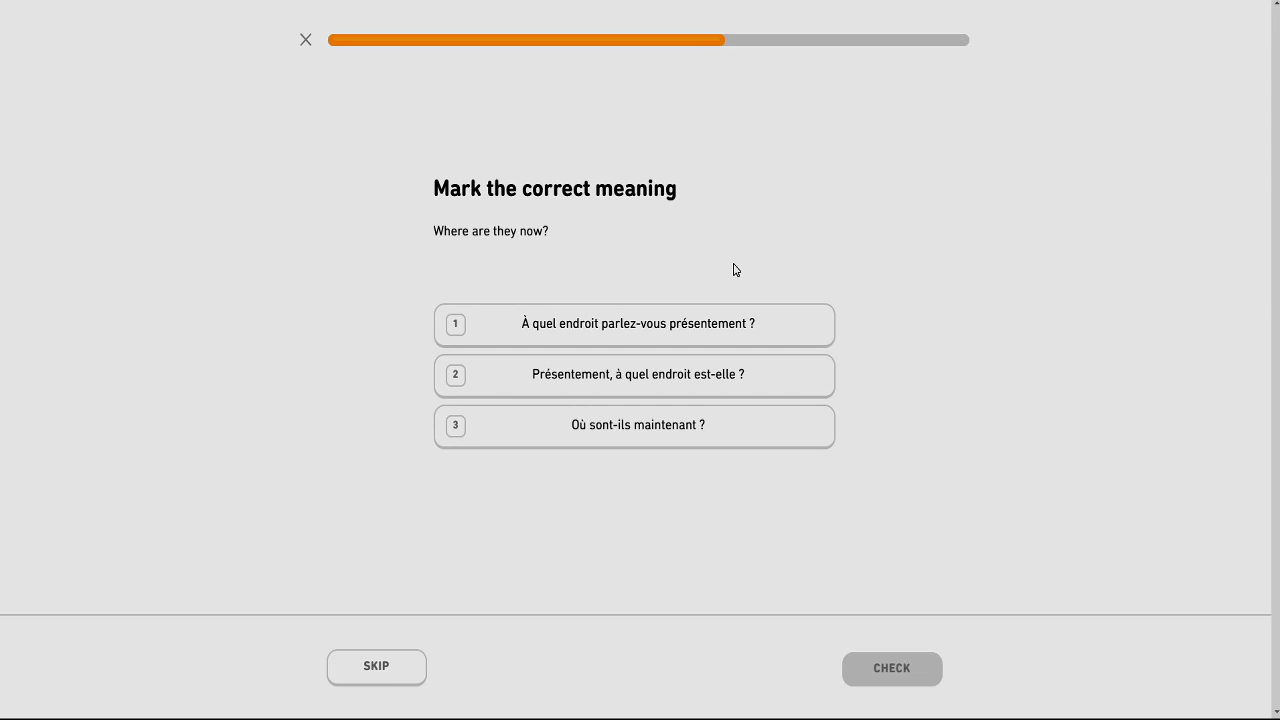 Mark the correct meaning
Where are they now?
1 À quel endroit parlez-vous présentement ?
2 Présentement, à quel endroit est-elle ?
3 Où sont-ils maintenant ?
SKIP
CHECK